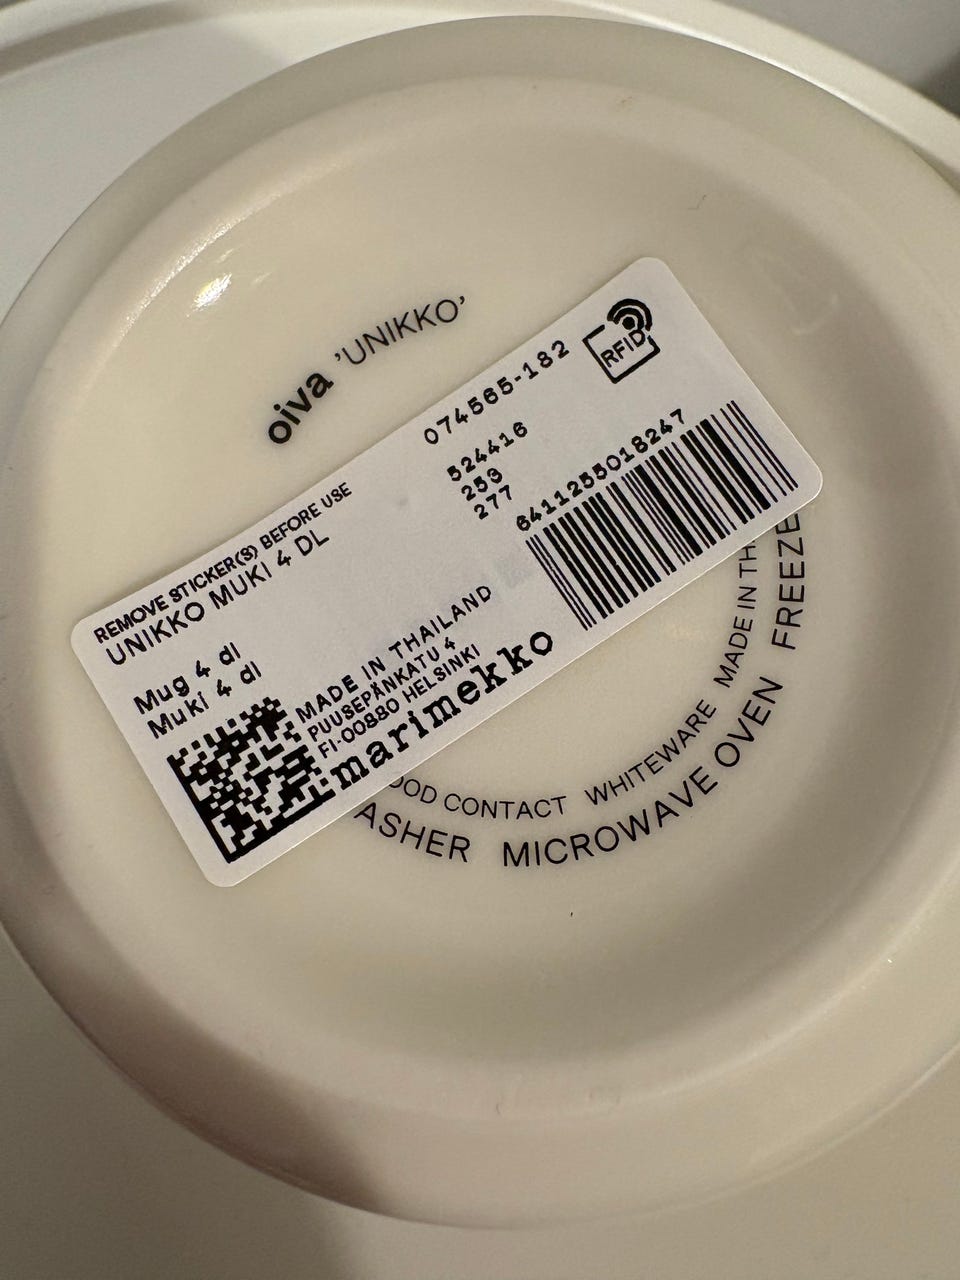 oiva 'UNIKKO'
REMOVE STICKER(S) BEFORE USE
UNIKKO MUKI 4 DL
Mug 4 dl
Muki 4 dl
074565-182
RFID
524416
259
277
6411255018247
MADE IN THAILAND
PUUSEPÄNKATU 4
FI-00880 HELSINKI
marimekko
OOD CONTACT WHITEWARE MADE IN TH
ASHER MICROWAVE OVEN FREEZE